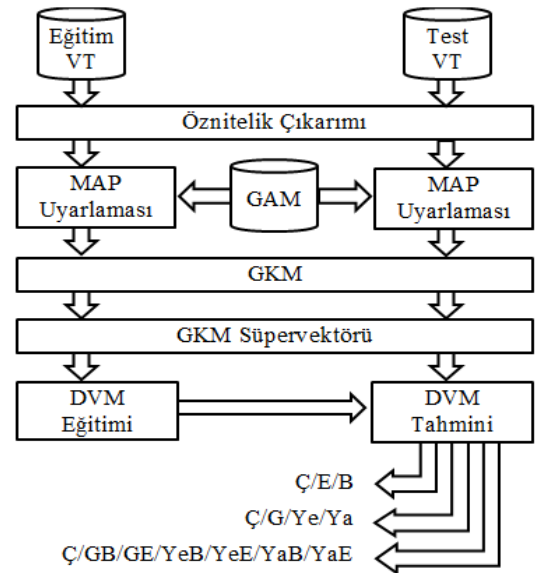 Eğitim
VT
Test
VT
Öznitelik Çıkarımı
MAP
Uyarlaması
GAM
MAP
Uyarlaması
GKM
GKM Süpervektörü
DVM
Eğitimi
DVM
Tahmini
Ç/E/B
Ç/G/Ye/Ya
Ç/GB/GE/YeB/YeE/YaB/YaE